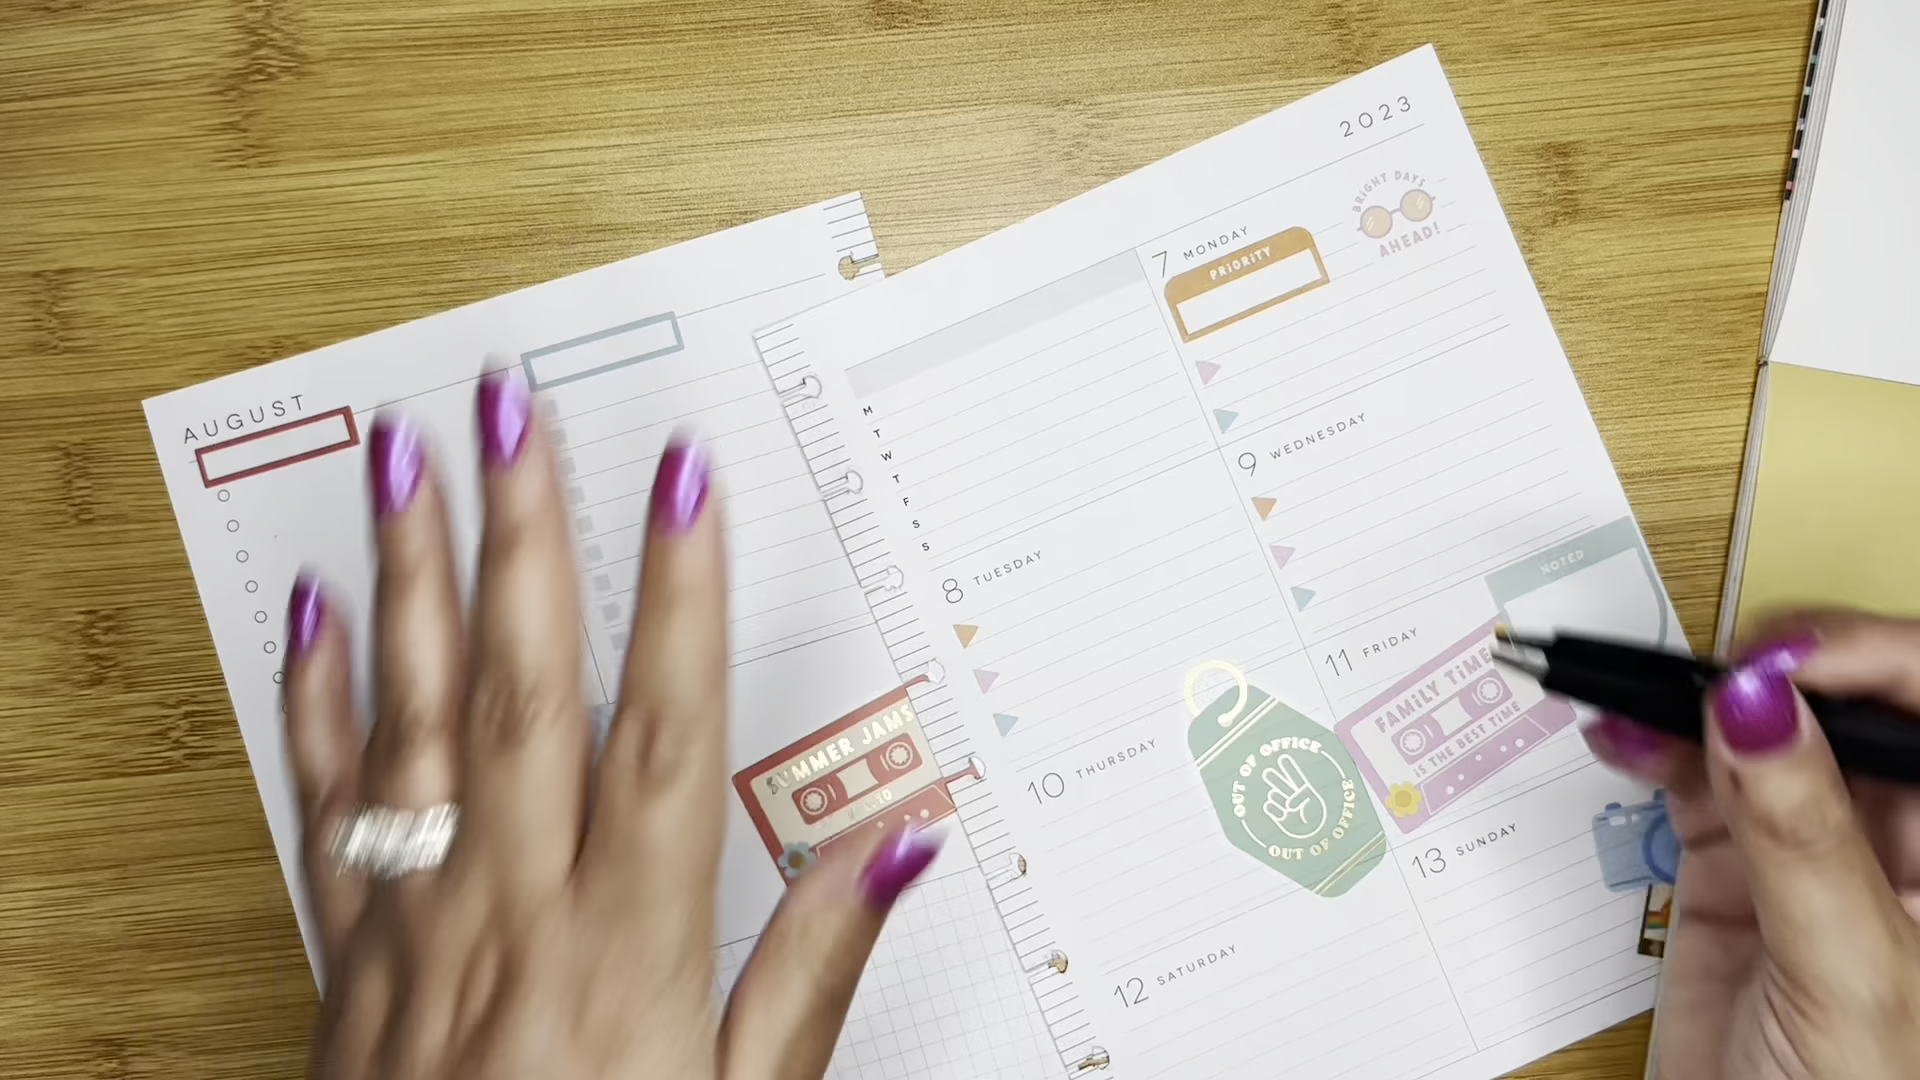 AUGUST
2023
BRIGHT DAYS
AHEAD!
7 MONDAY
PRIORITY
M
T
W
T
F
S
S
8 TUESDAY
9 WEDNESDAY
NOTED
10 THURSDAY
11 FRIDAY
SUMMER JAMS
FAMILY TIME
IS THE BEST TIME
OUT OF OFFICE
OUT OF OFFICE
12 SATURDAY
13 SUNDAY